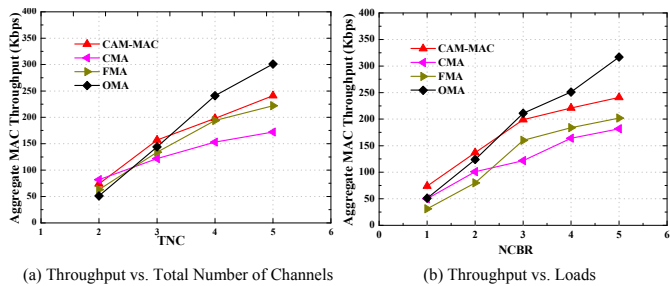 Aggregate MAC Throughput (Kbps)
400
350
300
250
200
150
100
50
0
CAM-MAC
CMA
FMA
OMA
1 2 3 4 5 6
TNC
(a) Throughput vs. Total Number of Channels
Aggregate MAC Throughput (Kbps)
400
350
300
250
200
150
100
50
0
CAM-MAC
CMA
FMA
OMA
0 1 2 3 4 5 6
NCBR
(b) Throughput vs. Loads